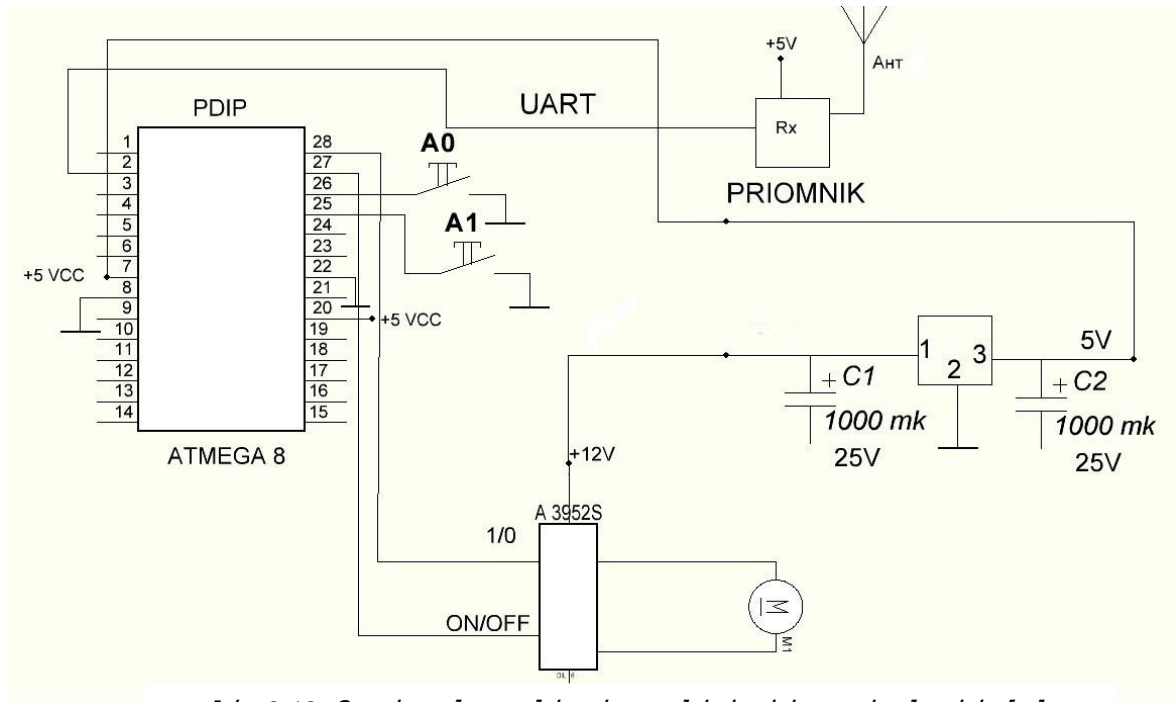 +5V
Ант
PDIP
UART
Rx
A0
PRIOMNIK
A1
1
2
3
4
5
6
7
8
9
10
11
12
13
14
28
27
26
25
24
23
22
21
20
19
18
17
16
15
+5 VCC
+5 VCC
ATMEGA 8
1 2 3
5V
+ C1
1000 mk
25V
+ C2
1000 mk
25V
+12V
A 3952S
1/0
ON/OFF
M
M1